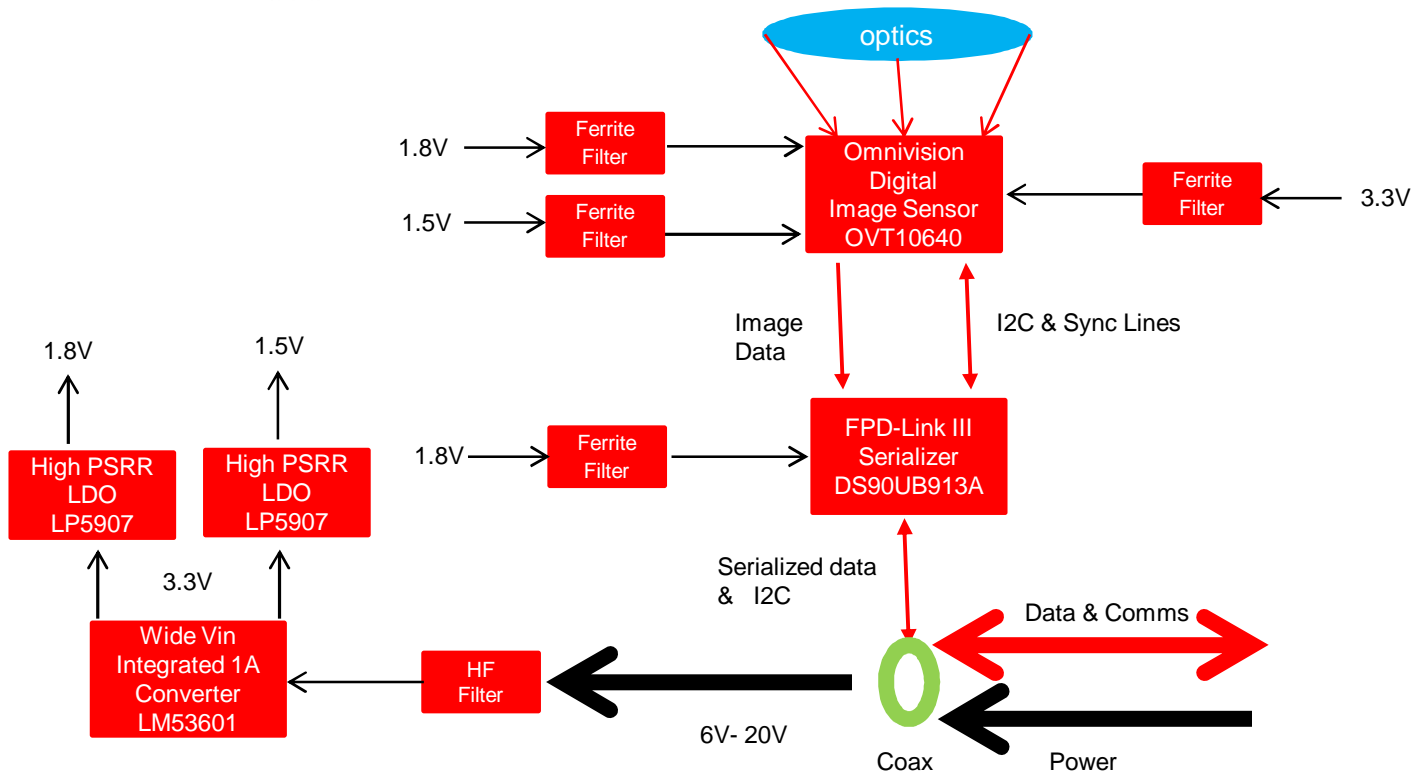 optics
1.8V
Ferrite
Filter
Omnivision
Digital
Image Sensor
OVT10640
Ferrite
Filter
3.3V
1.5V
Ferrite
Filter
Image
Data
I2C & Sync Lines
1.8V
1.5V
High PSRR
LDO
LP5907
High PSRR
LDO
LP5907
1.8V
Ferrite
Filter
FPD-Link III
Serializer
DS90UB913A
3.3V
Serialized data
& I2C
Data & Comms
Wide Vin
Integrated 1A
Converter
LM53601
HF
Filter
6V- 20V
Coax
Power